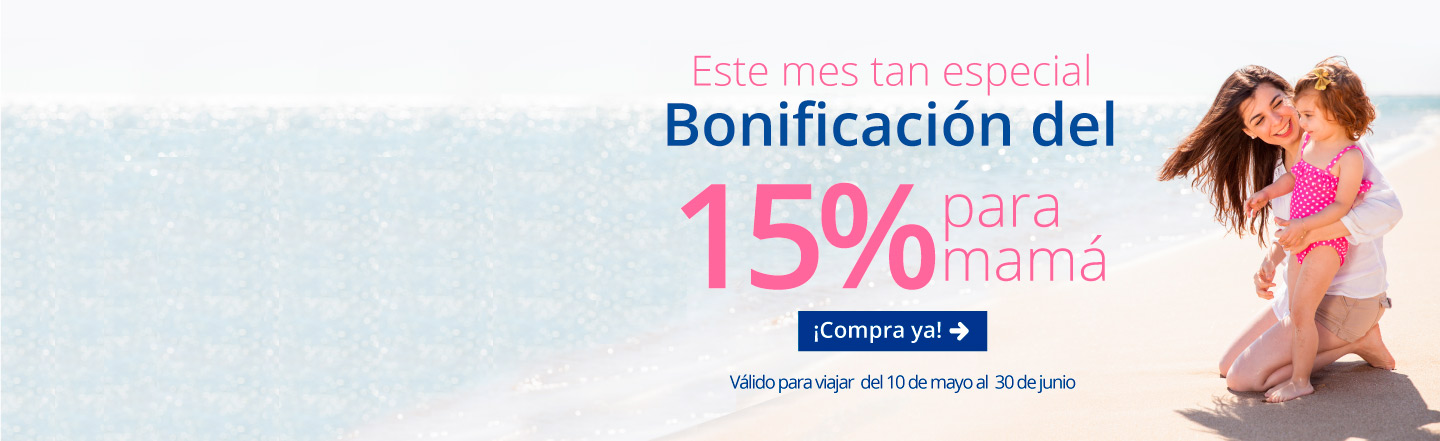 Este mes tan especial
Bonificación del
15% para
mamá
¡Compra ya!
Válido para viajar del 10 de mayo al 30 de junio